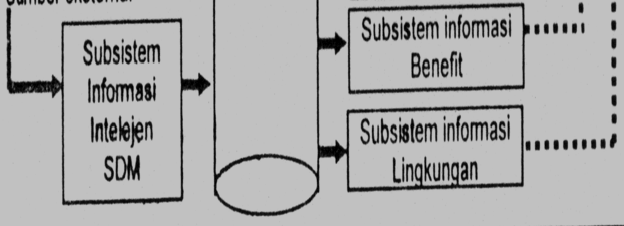 Subsistem
Informasi
Intelejen
SDM
Subsistem informasi
Benefit
Subsistem informasi
Lingkungan